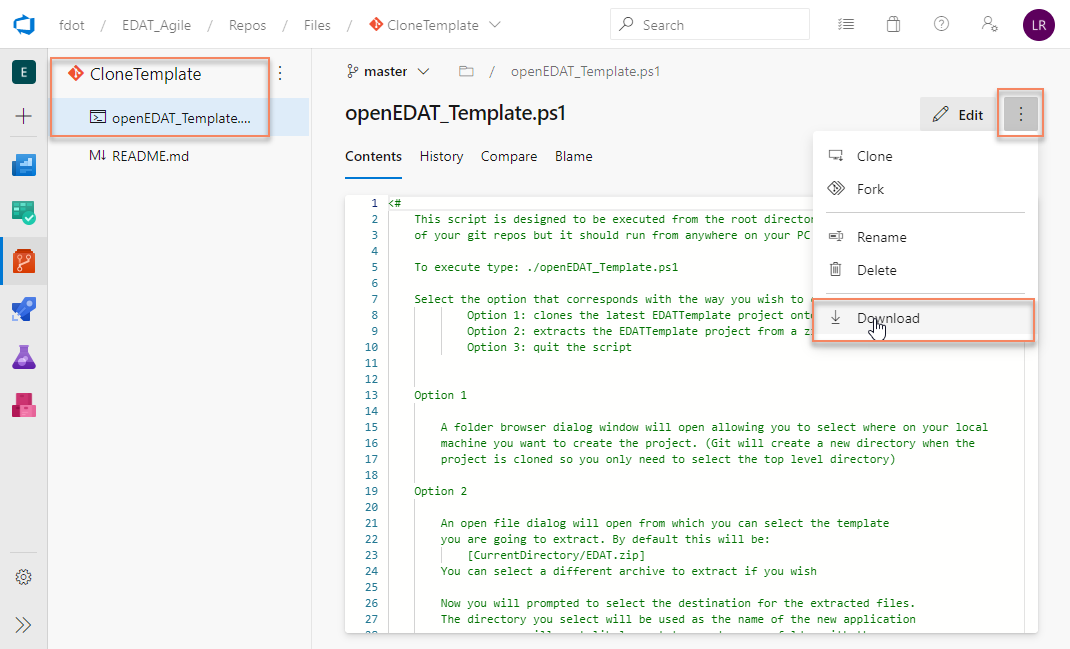 fdot / EDAT_Agile / Repos / Files / CloneTemplate
Search
LR
E
CloneTemplate
openEDAT_Template....
M↓ README.md
master / openEDAT_Template.ps1
openEDAT_Template.ps1
Edit
Contents History Compare Blame
Clone
Fork
Rename
Delete
Download
1 <#
2 This script is designed to be executed from the root
3 of your git repos but it should run from anywhere on your PC
4
5 To execute type: ./openEDAT_Template.ps1
6
7 Select the option that corresponds with the way you wish to
8 Option 1: clones the latest EDATTemplate project
9 Option 2: extracts the EDATTemplate project from a
10 Option 3: quit the script
11
12
13 Option 1
14
15 A folder browser dialog window will open allowing you to select where on your local
16 machine you want to create the project. (Git will create a new directory when the
17 project is cloned so you only need to select the top level directory)
18
19 Option 2
20
21 An open file dialog will open from which you can select the template
22 you are going to extract. By default this will be:
23 [CurrentDirectory/EDAT.zip]
24 You can select a different archive to extract if you wish
25
26 Now you will prompted to select the destination for the extracted files.
27 The directory you select will be used as the name of the new application